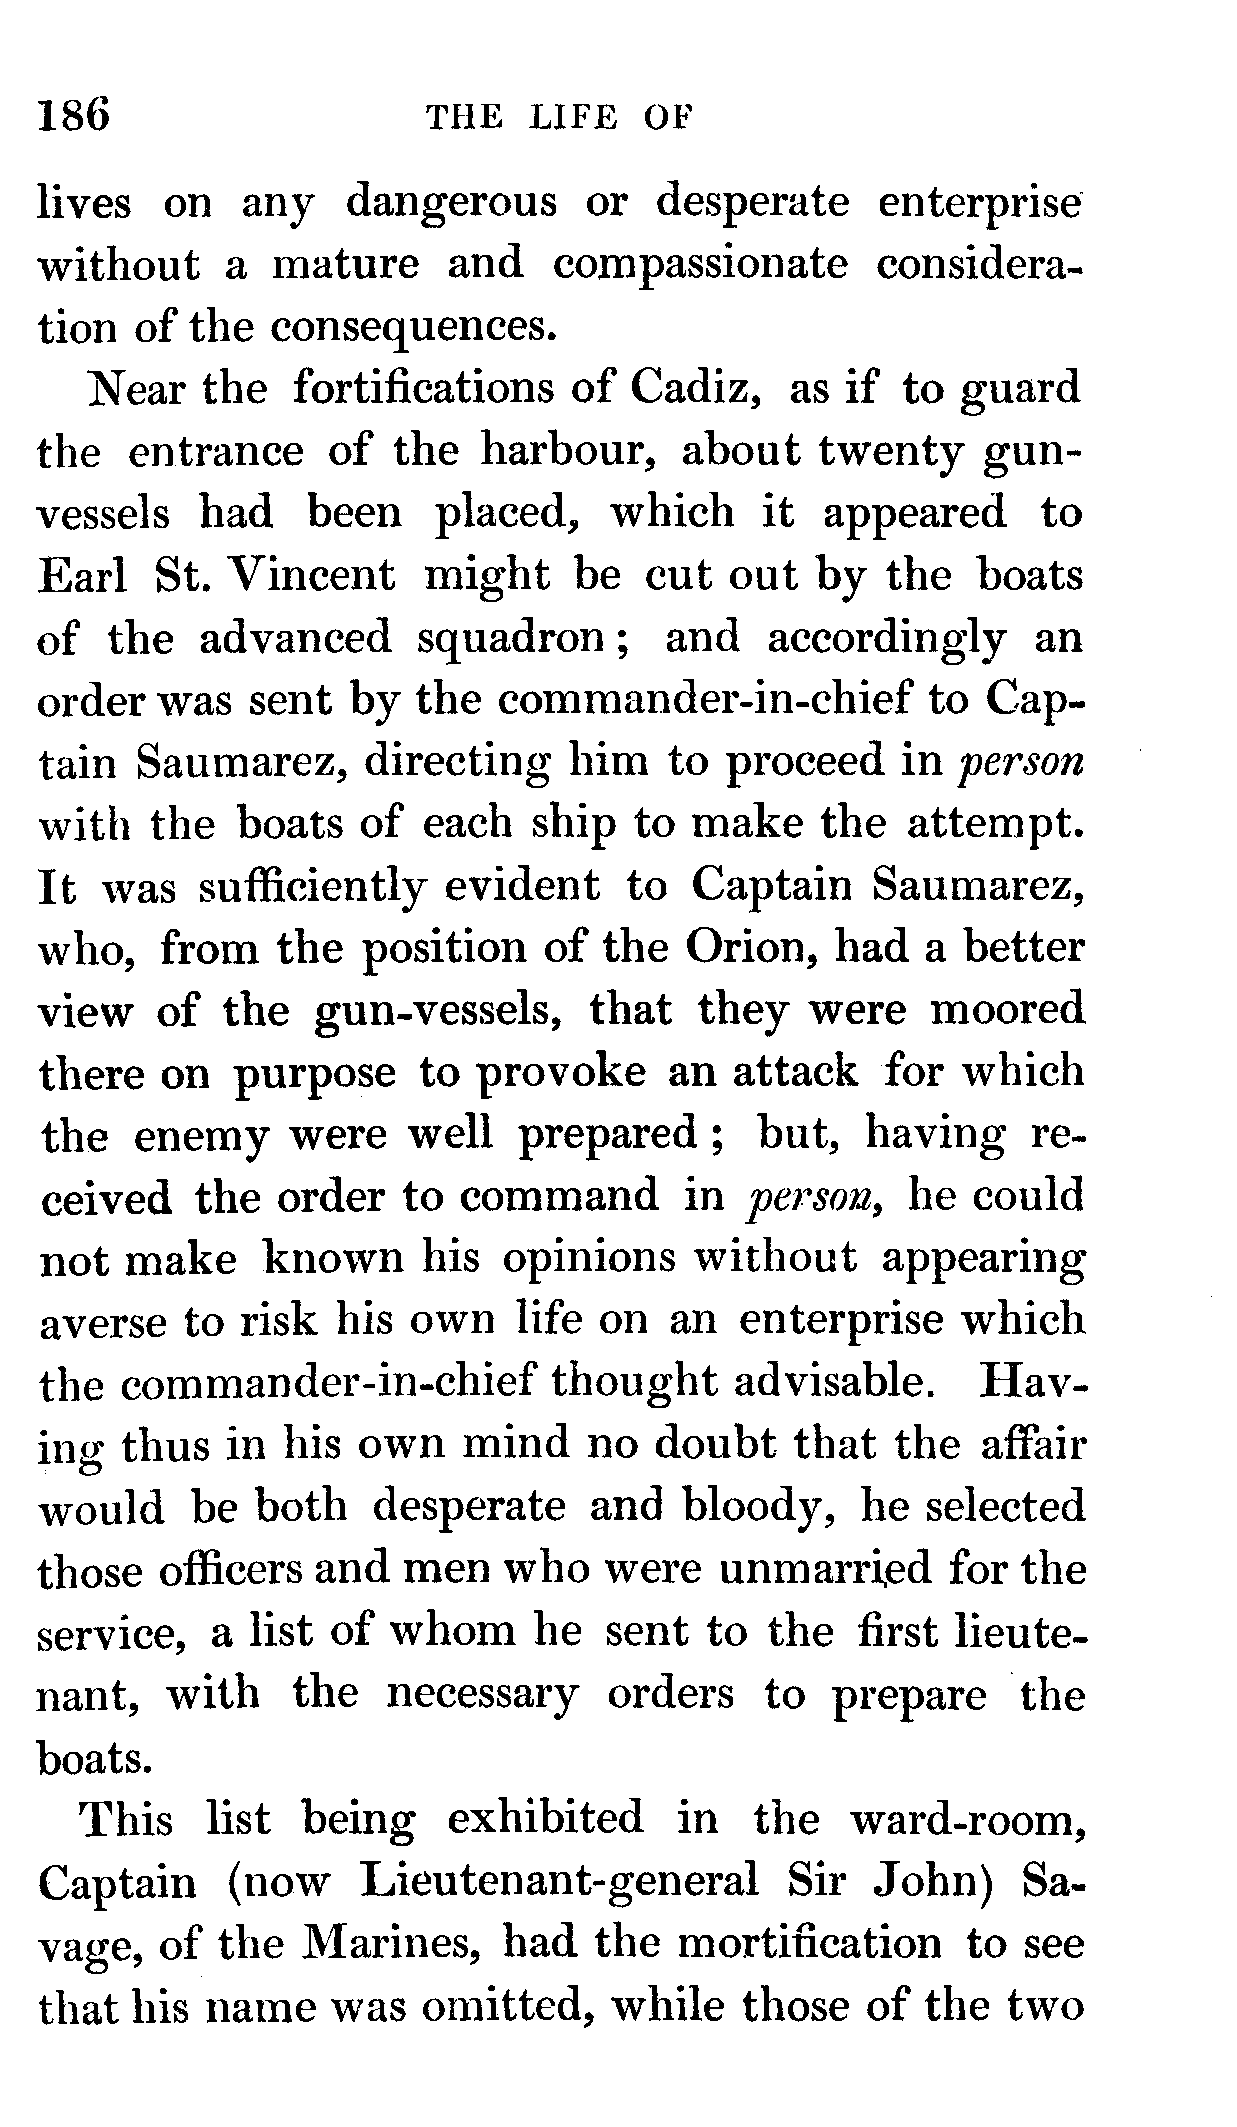 186 THE LIFE OF
lives on any dangerous or desperate enterprise
without a mature and compassionate considera-
tion of the consequences.
Near the fortifications of Cadiz, as if to guard
the entrance of the harbour, about twenty gun-
vessels had been placed, which it appeared to
Earl St. Vincent might be cut out by the boats
of the advanced squadron ; and accordingly an
order was sent by the commander-in-chief to Cap-
tain Saumarez, directing him to proceed in person
with the boats of each ship to make the attempt.
It was sufficiently evident to Captain Saumarez,
who, from the position of the Orion, had a better
view of the gun-vessels, that they were moored
there on purpose to provoke an attack for which
the enemy were well prepared ; but, having re-
ceived the order to command in person, he could
not make known his opinions without appearing
averse to risk his own life on an enterprise which
the commander-in-chief thought advisable. Hav-
ing thus in his own mind no doubt that the affair
would be both desperate and bloody, he selected
those officers and men who were unmarried for the
service, a list of whom he sent to the first lieute-
nant, with the necessary orders to prepare the
boats.
This list being exhibited in the ward-room,
Captain (now Lieutenant-general Sir John) Sa-
vage, of the Marines, had the mortification to see
that his name was omitted, while those of the two